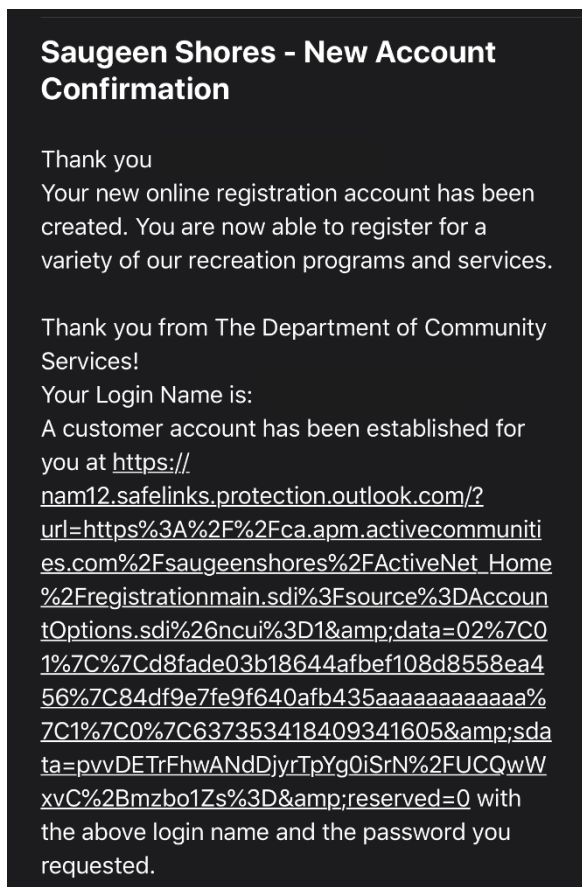 Saugeen Shores - New Account
Confirmation
Thank you
Your new online registration account has been
created. You are now able to register for a
variety of our recreation programs and services.
Thank you from The Department of Community
Services!
Your Login Name is:
A customer account has been established for
you at https://
nam12.safelinks.protection.outlook.com/?
url=https%3A%2F%2Fca.apm.activecommuniti
es.com%2Fsaugeenshores%2FActiveNet_Home
%2Fregistrationmain.sdi%3Fsource%3DAccoun
tOptions.sdi%26ncui%3D1&amp;data=02%7C0
1%7C%7Cd8fade03b18644afbef108d8558ea4
56%7C84df9e7fe9f640afb435aaaaaaaaaaaa%
7C1%7C0%7C637353418409341605&amp;sda
ta=pvvDETrFhwANdDjyrTpYg0iSrN%2FUCQwW
xvC%2Bmzbo1Zs%3D&amp;reserved=0 with
the above login name and the password you
requested.